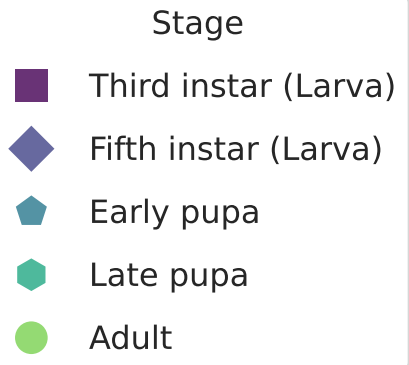 Stage
Third instar (Larva)
Fifth instar (Larva)
Early pupa
Late pupa
Adult